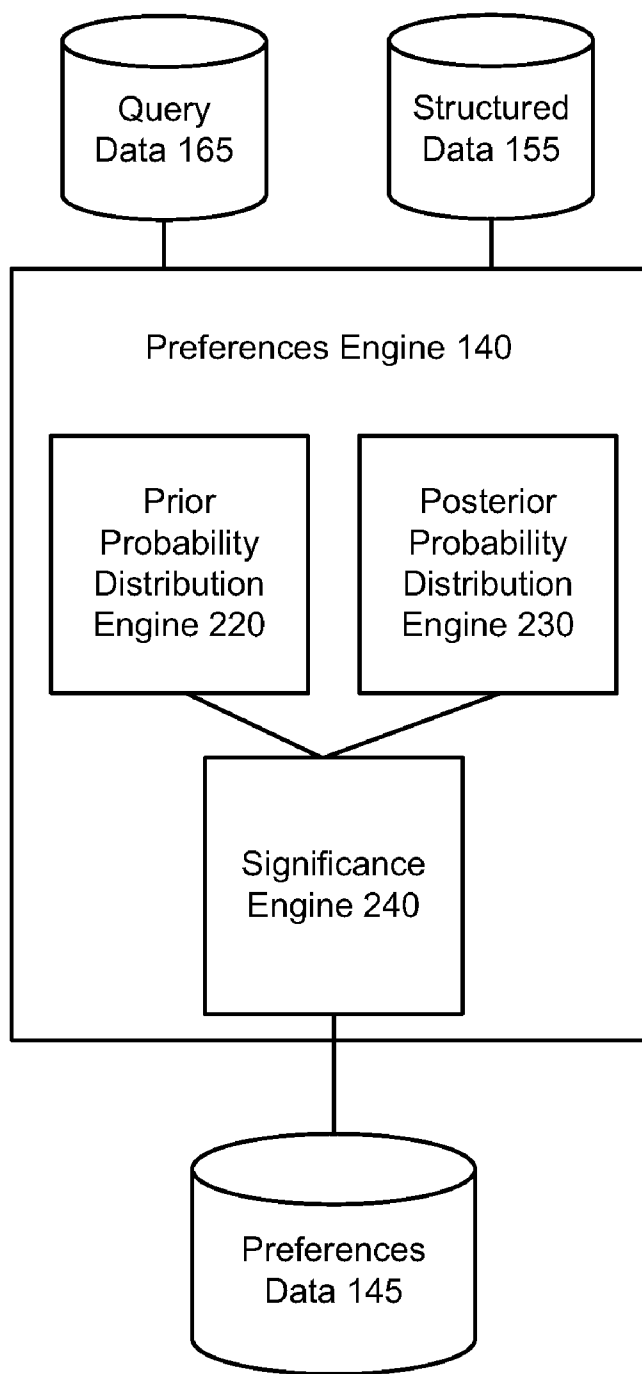 Query
Data 165
Structured
Data 155
Preferences Engine 140
Prior
Probability
Distribution
Engine 220
Posterior
Probability
Distribution
Engine 230
Significance
Engine 240
Preferences
Data 145